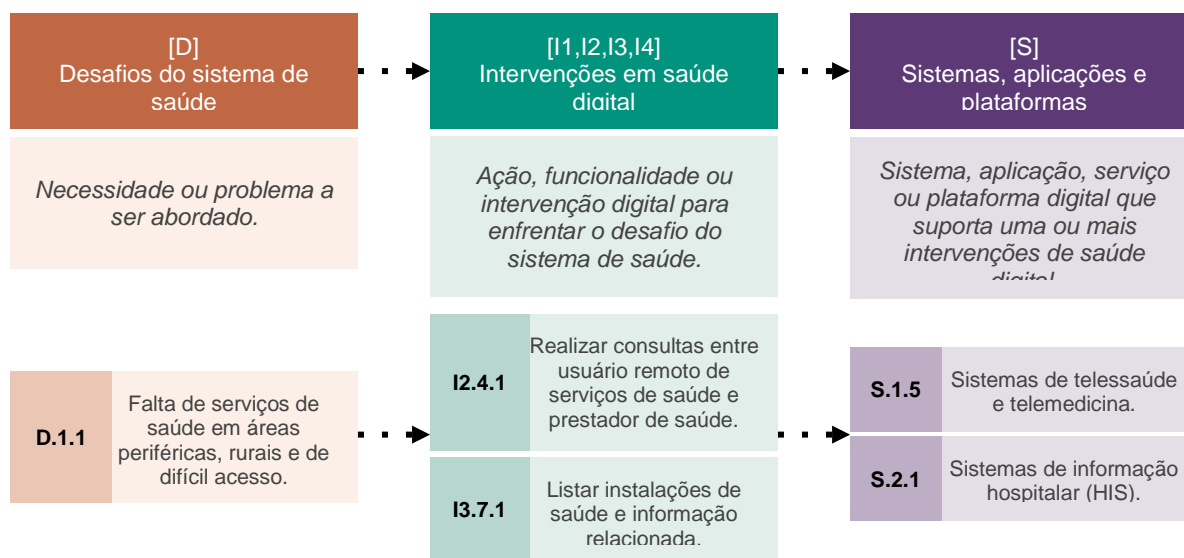 [D]
Desafios do sistema de
saúde
[I1,I2,I3,I4]
Intervenções em saúde
digital
[S]
Sistemas, aplicações e
plataformas
Necessidade ou problema a
ser abordado.
Ação, funcionalidade ou
intervenção digital para
enfrentar o desafio do
sistema de saúde.
Sistema, aplicação, serviço
ou plataforma digital que
suporta uma ou mais
intervenções de saúde
digital
D.1.1
Falta de serviços de
saúde em áreas
periféricas, rurais e de
difícil acesso.
I2.4.1
Realizar consultas entre
usuário remoto de
serviços de saúde e
prestador de saúde.
I3.7.1
Listar instalações de
saúde e informação
relacionada.
S.1.5
Sistemas de telessaúde
e telemedicina.
S.2.1
Sistemas de informação
hospitalar (HIS).